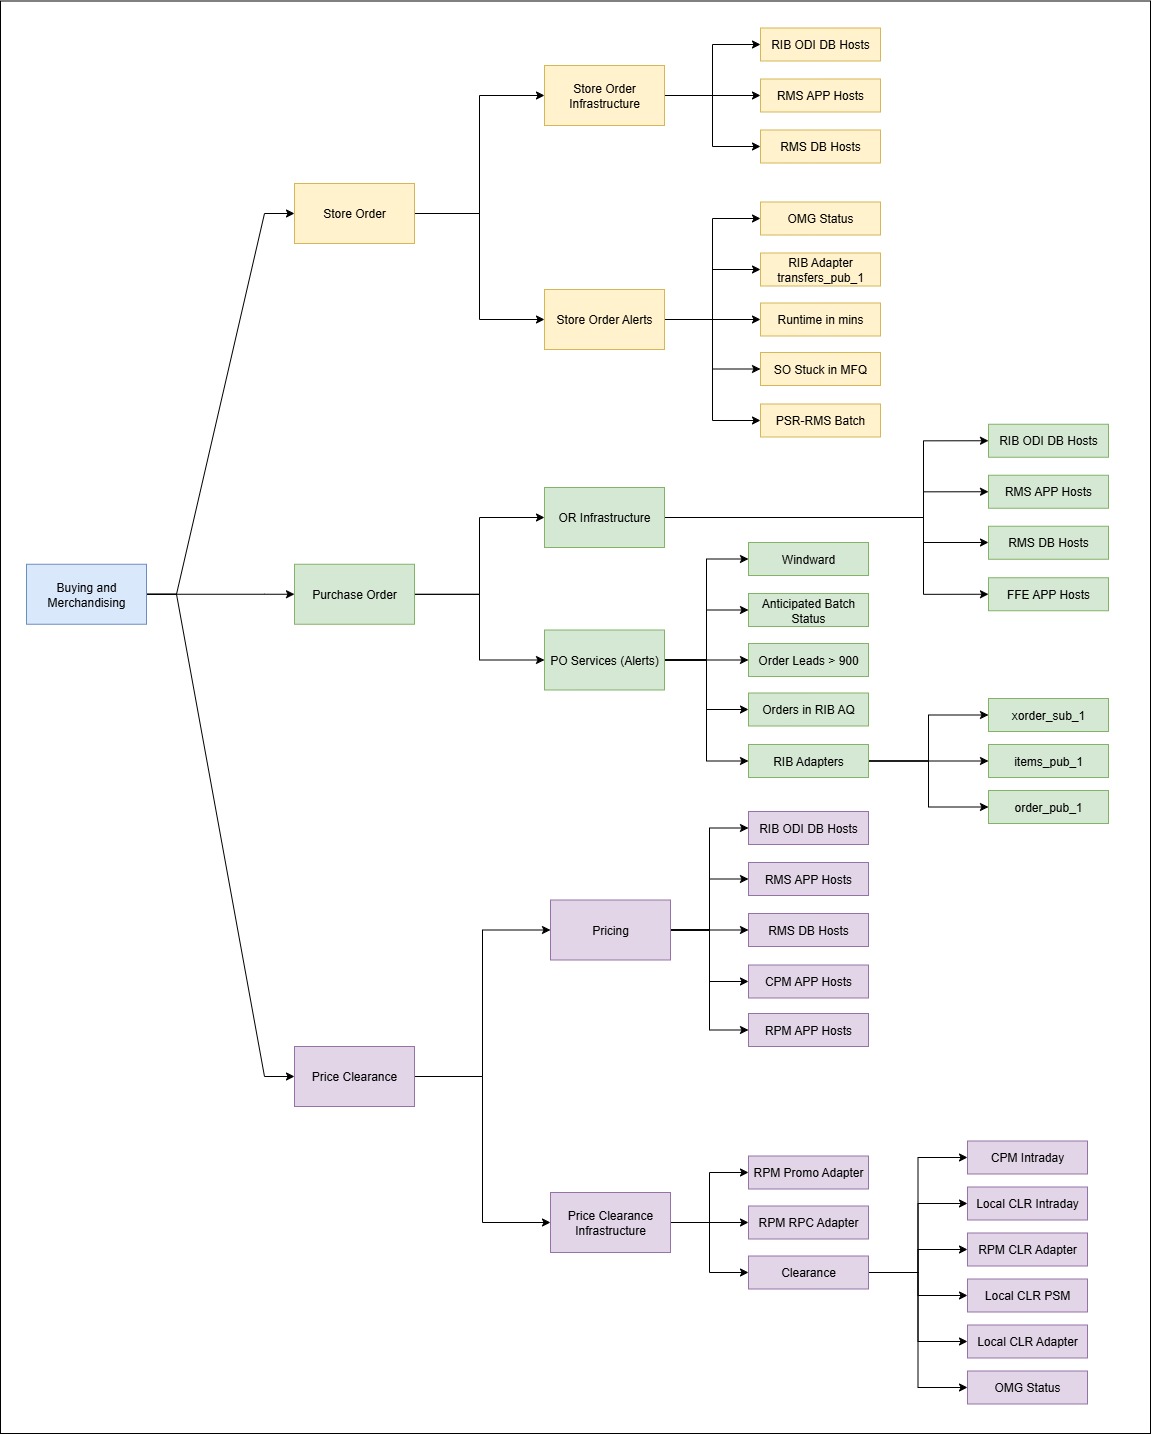 Buying and
Merchandising
Store Order
Store Order
Infrastructure
RIB ODI DB Hosts
RMS APP Hosts
RMS DB Hosts
Store Order Alerts
OMG Status
RIB Adapter
transfers_pub_1
Runtime in mins
SO Stuck in MFQ
PSR-RMS Batch
Purchase Order
OR Infrastructure
RIB ODI DB Hosts
RMS APP Hosts
RMS DB Hosts
FFE APP Hosts
PO Services (Alerts)
Windward
Anticipated Batch
Status
Order Leads > 900
Orders in RIB AQ
RIB Adapters
xorder_sub_1
items_pub_1
order_pub_1
Price Clearance
Pricing
RIB ODI DB Hosts
RMS APP Hosts
RMS DB Hosts
CPM APP Hosts
RPM APP Hosts
Price Clearance
Infrastructure
RPM Promo Adapter
RPM RPC Adapter
Clearance
CPM Intraday
Local CLR Intraday
RPM CLR Adapter
Local CLR PSM
Local CLR Adapter
OMG Status